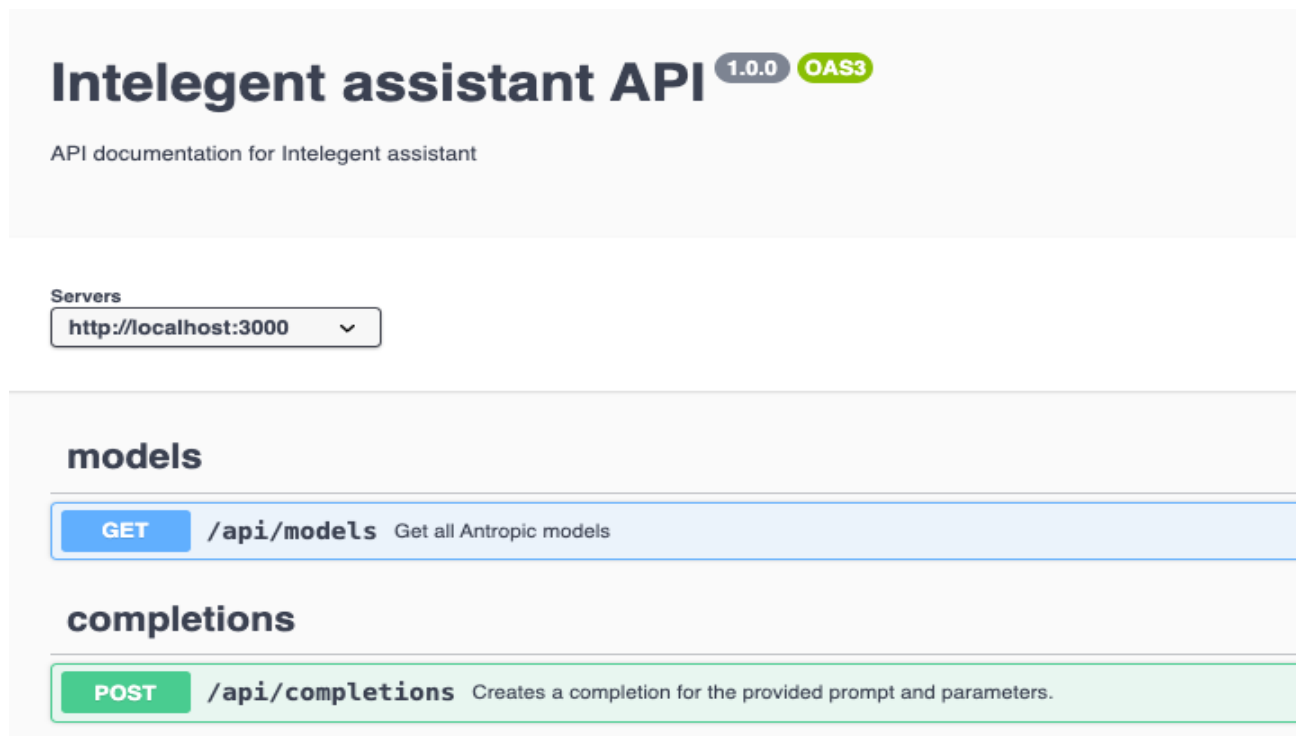 Intelegent assistant API 1.0.0 OAS3
API documentation for Intelegent assistant
Servers
http://localhost:3000
models
GET /api/models Get all Antropic models
completions
POST /api/completions Creates a completion for the provided prompt and parameters.